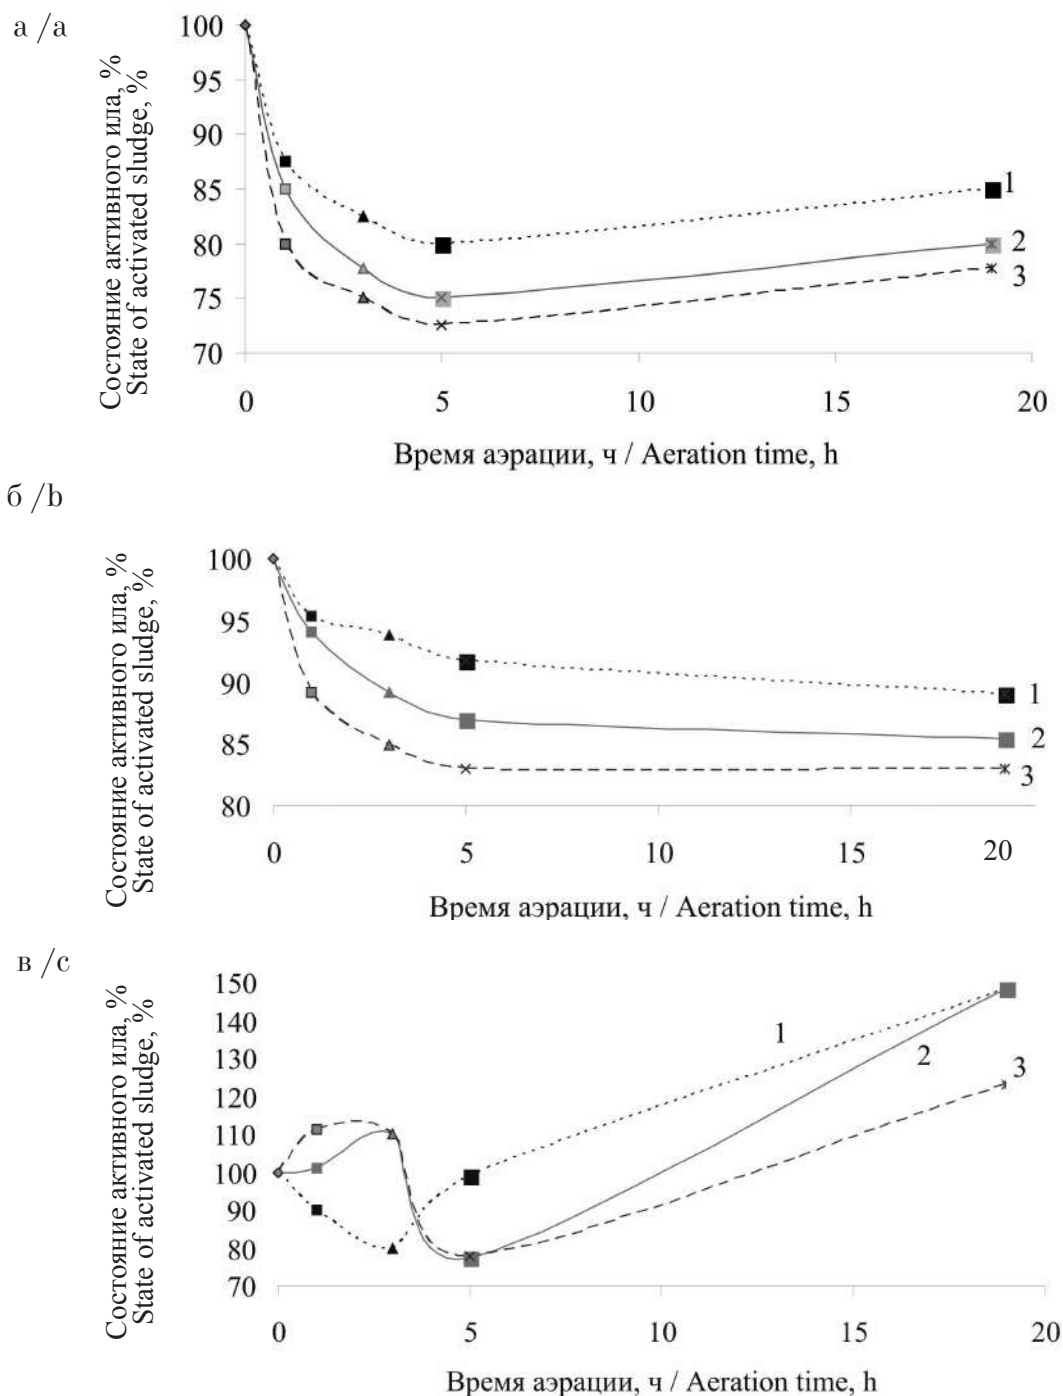 а /a
Состояние активного ила, %
State of activated sludge, %
100
95
90
85
80
75
70
1
2
3
0 5 10 15 20
Время аэрации, ч / Aeration time, h
б /b
Состояние активного ила, %
State of activated sludge, %
100
95
90
85
80
1
2
3
0 5 10 15 20
Время аэрации, ч / Aeration time, h
в /c
Состояние активного ила, %
State of activated sludge, %
150
140
130
120
110
100
90
80
70
1
2
3
0 5 10 15 20
Время аэрации, ч / Aeration time, h